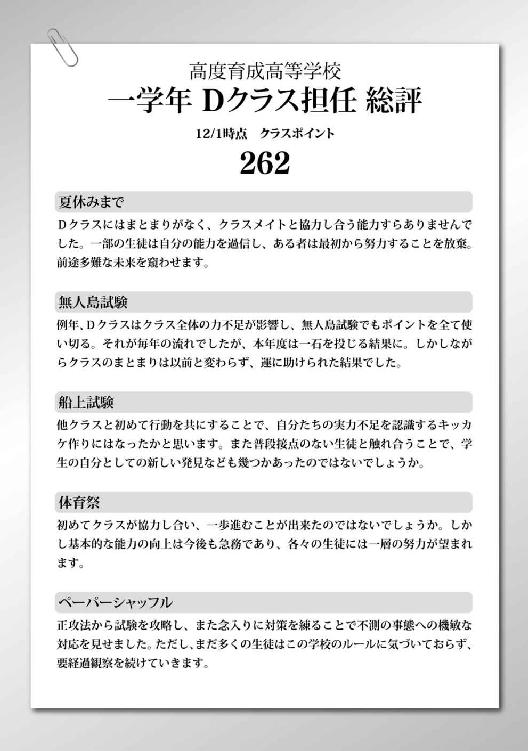 高度育成高等学校
一学年 Dクラス担任 総評
12/1時点　クラスポイント
262
夏休みまで
Dクラスにはまとまりがなく、クラスメイトと協力し合う能力すらありませんで
した。一部の生徒は自分の能力を過信し、ある者は最初から努力することを放棄。
前途多難な未来を窺わせます。
無人島試験
例年、Dクラスはクラス全体の力不足が影響し、無人島試験でもポイントを全て使
い切る。それが毎年の流れでしたが、本年度は一石を投じる結果に。しかしなが
らクラスのまとまりは以前と変わらず、運に助けられた結果でした。
船上試験
他クラスと初めて行動を共にすることで、自分たちの実力不足を認識するキッカ
ケ作りにはなったかと思います。また普段接点のない生徒と触れ合うことで、学
生の自分としての新しい発見なども幾つかあったのではないでしょうか。
体育祭
初めてクラスが協力し合い、一歩進むことが出来たのではないでしょうか。しか
し基本的な能力の向上は今後も急務であり、各々の生徒には一層の努力が望まれ
ます。
ペーパーシャッフル
正攻法から試験を攻略し、また念入りに対策を練ることで不測の事態への機敏な
対応を見せました。ただし、まだ多くの生徒はこの学校のルールに気づいておらず、
要経過観察を続けていきます。